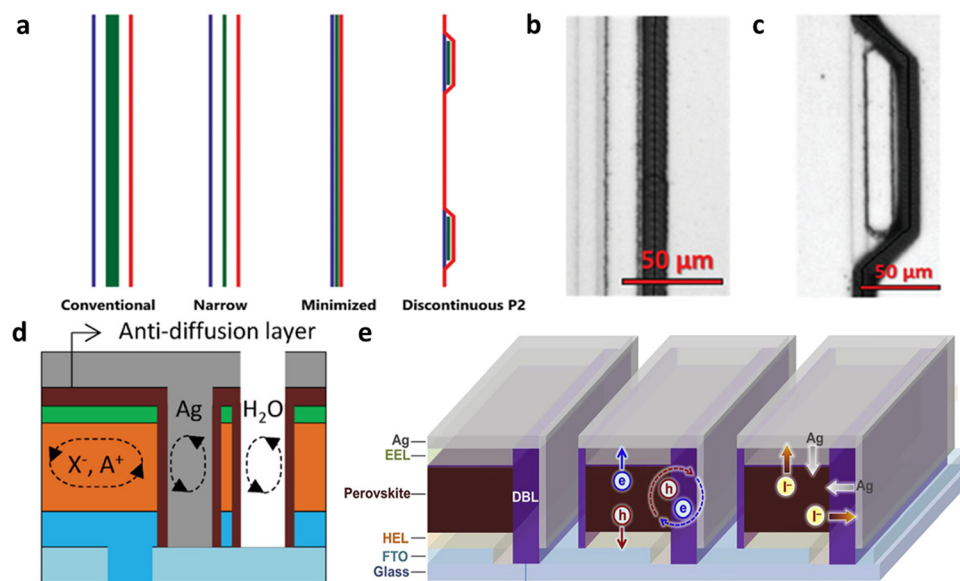 a
b
c
Conventional
Narrow
Minimized
Discontinuous P2
50 µm
50 µm
d
Anti-diffusion layer
e
Ag
H₂O
X⁻, A⁺
Ag
EEL
Perovskite
HEL
FTO
Glass
DBL
e
h
h
e
I⁻
Ag
Ag
I⁻